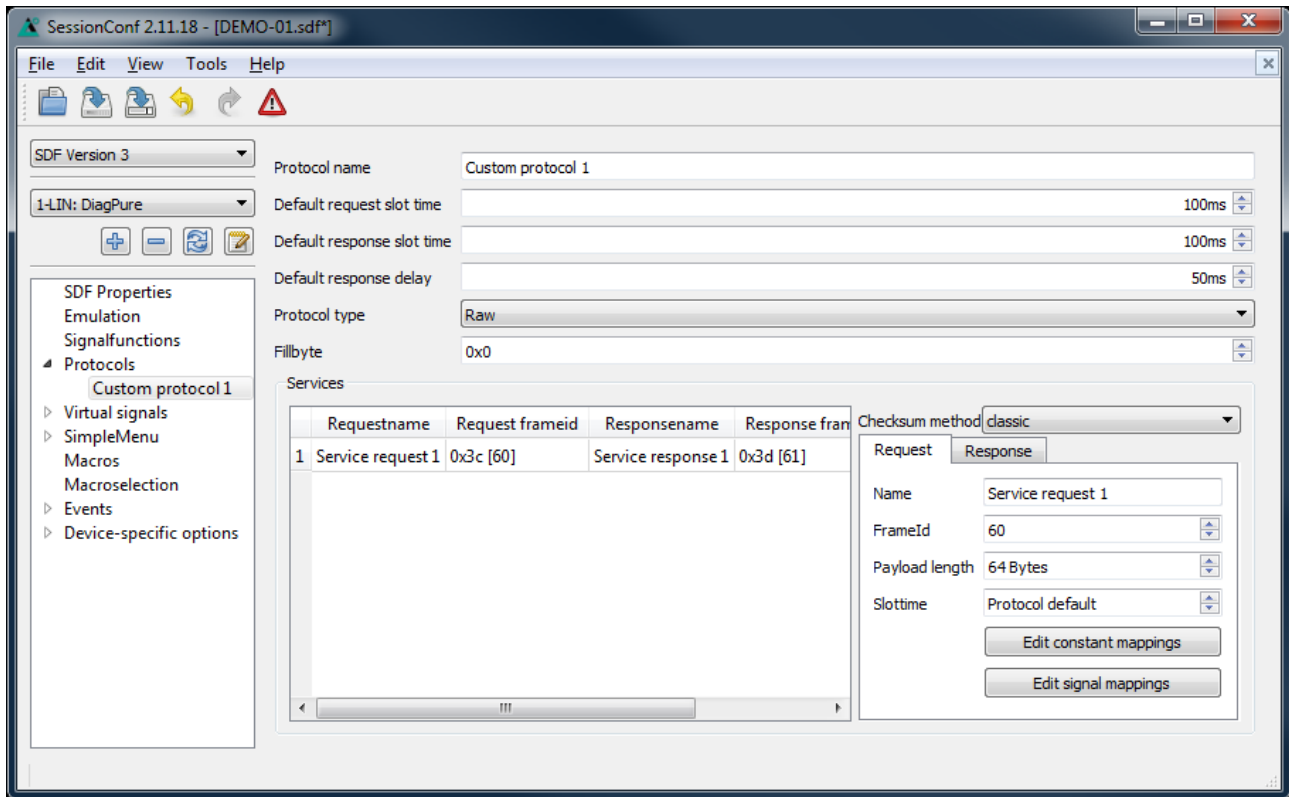 SessionConf 2.11.18 - [DEMO-01.sdf*]
File Edit View Tools Help
SDF Version 3
1-LIN: DiagPure
SDF Properties
Emulation
Signalfunctions
Protocols
Custom protocol 1
Virtual signals
SimpleMenu
Macros
Macroselection
Events
Device-specific options
Protocol name Custom protocol 1
Default request slot time 100ms
Default response slot time 100ms
Default response delay 50ms
Protocol type Raw
Fillbyte 0x0
Services
Requestname Request frameid Responsename Response fram
1 Service request 1 0x3c [60] Service response 1 0x3d [61]
Checksum method classic
Request Response
Name Service request 1
FrameId 60
Payload length 64 Bytes
Slottime Protocol default
Edit constant mappings
Edit signal mappings